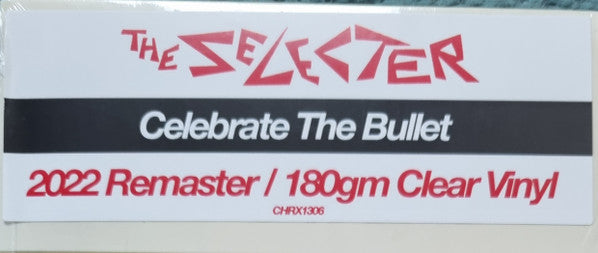 THE SELECTER
Celebrate The Bullet
2022 Remaster / 180gm Clear Vinyl
CHRX1306